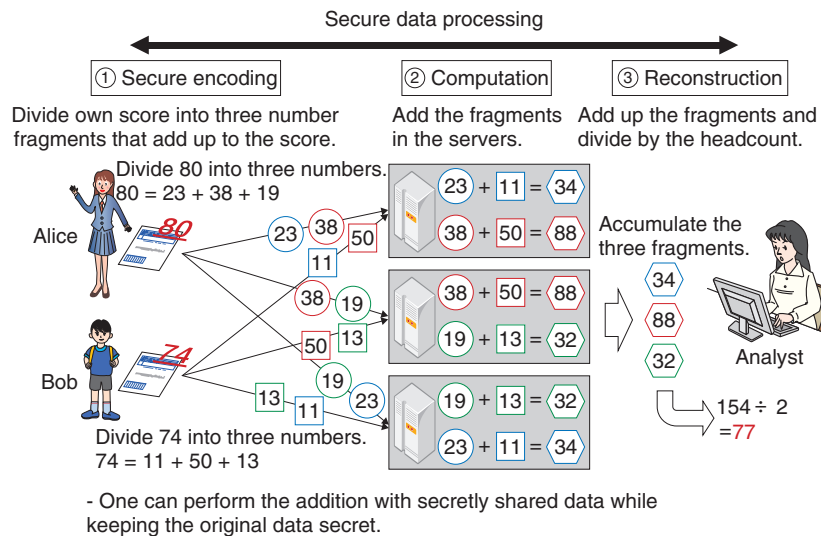 Secure data processing
① Secure encoding
② Computation
③ Reconstruction
Divide own score into three number
fragments that add up to the score.
Add the fragments
in the servers.
Add up the fragments and
divide by the headcount.
Divide 80 into three numbers.
80 = 23 + 38 + 19
80
Alice
23 38
11 50
38 19
50 13
19 23
13 11
74
Bob
Divide 74 into three numbers.
74 = 11 + 50 + 13
23 + 11 = 34
38 + 50 = 88
38 + 50 = 88
19 + 13 = 32
19 + 13 = 32
23 + 11 = 34
Accumulate the
three fragments.
34
88
32
Analyst
154 ÷ 2
=77
- One can perform the addition with secretly shared data while
keeping the original data secret.